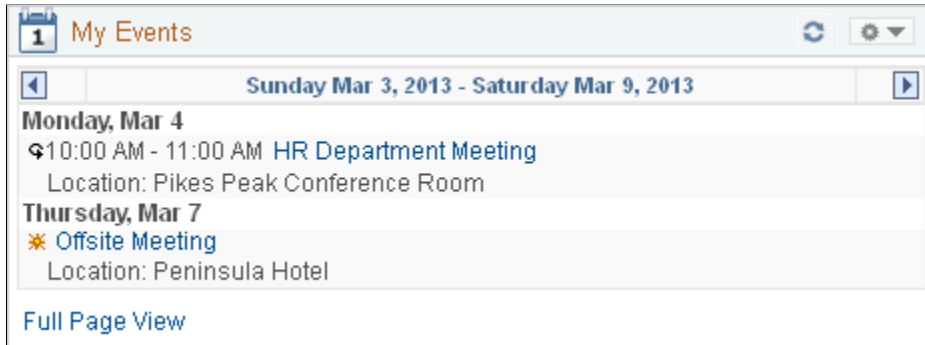 1 My Events
Sunday Mar 3, 2013 - Saturday Mar 9, 2013
Monday, Mar 4
10:00 AM - 11:00 AM HR Department Meeting
Location: Pikes Peak Conference Room
Thursday, Mar 7
Offsite Meeting
Location: Peninsula Hotel
Full Page View